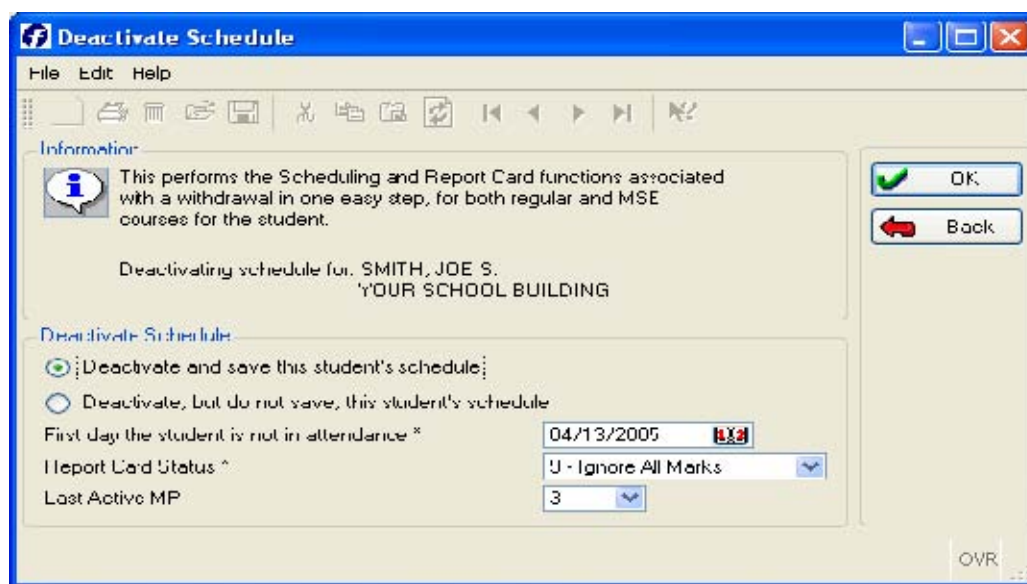 Deactivate Schedule
File Edit Help
Information
This performs the Scheduling and Report Card functions associated
with a withdrawal in one easy step, for both regular and MSE
courses for the student.
Deactivating schedule for: SMITH, JOE S.
YOUR SCHOOL BUILDING
OK
Back
Deactivate Schedule
Deactivate and save this student's schedule
Deactivate, but do not save, this student's schedule
First day the student is not in attendance * 04/13/2005
Report Card Status * - Ignore All Marks
Last Active MP 3
OVR